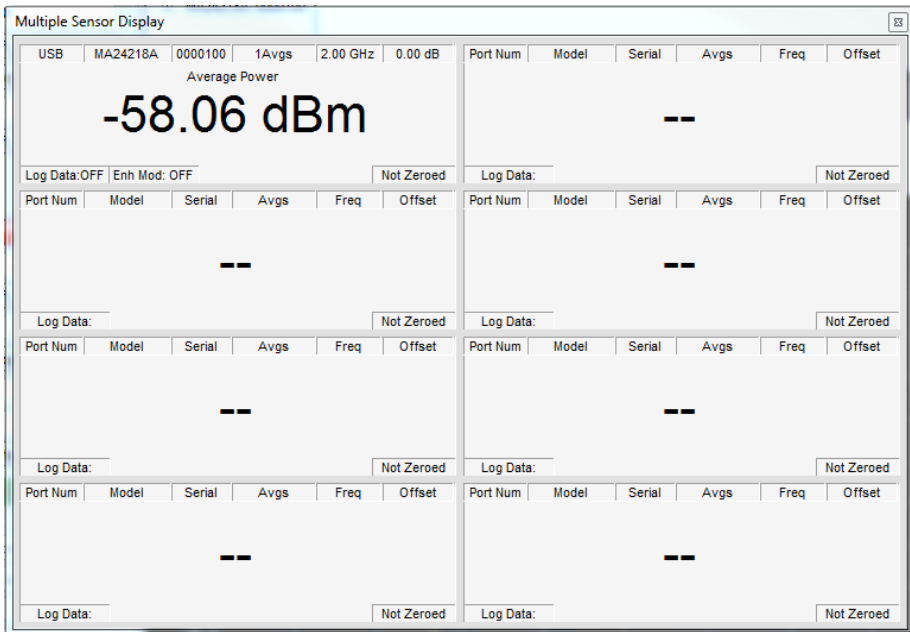 Multiple Sensor Display
USB MA24218A 0000100 1Avgs 2.00 GHz 0.00 dB
Average Power
-58.06 dBm
Log Data:OFF Enh Mod: OFF Not Zeroed
Port Num Model Serial Avgs Freq Offset
--
Log Data: Not Zeroed
Port Num Model Serial Avgs Freq Offset
--
Log Data: Not Zeroed
Port Num Model Serial Avgs Freq Offset
--
Log Data: Not Zeroed
Port Num Model Serial Avgs Freq Offset
--
Log Data: Not Zeroed
Port Num Model Serial Avgs Freq Offset
--
Log Data: Not Zeroed
Port Num Model Serial Avgs Freq Offset
--
Log Data: Not Zeroed
Port Num Model Serial Avgs Freq Offset
--
Log Data: Not Zeroed